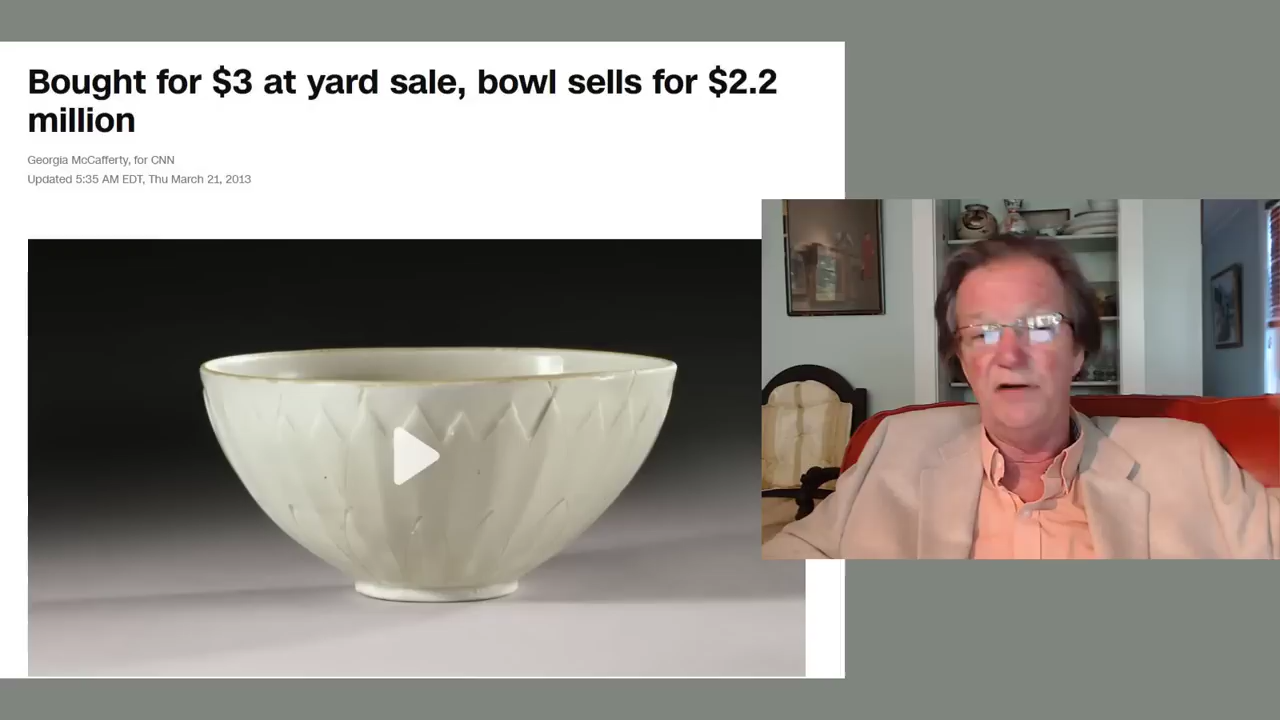 Bought for $3 at yard sale, bowl sells for $2.2
million
Georgia McCafferty, for CNN
Updated 5:35 AM EDT, Thu March 21, 2013